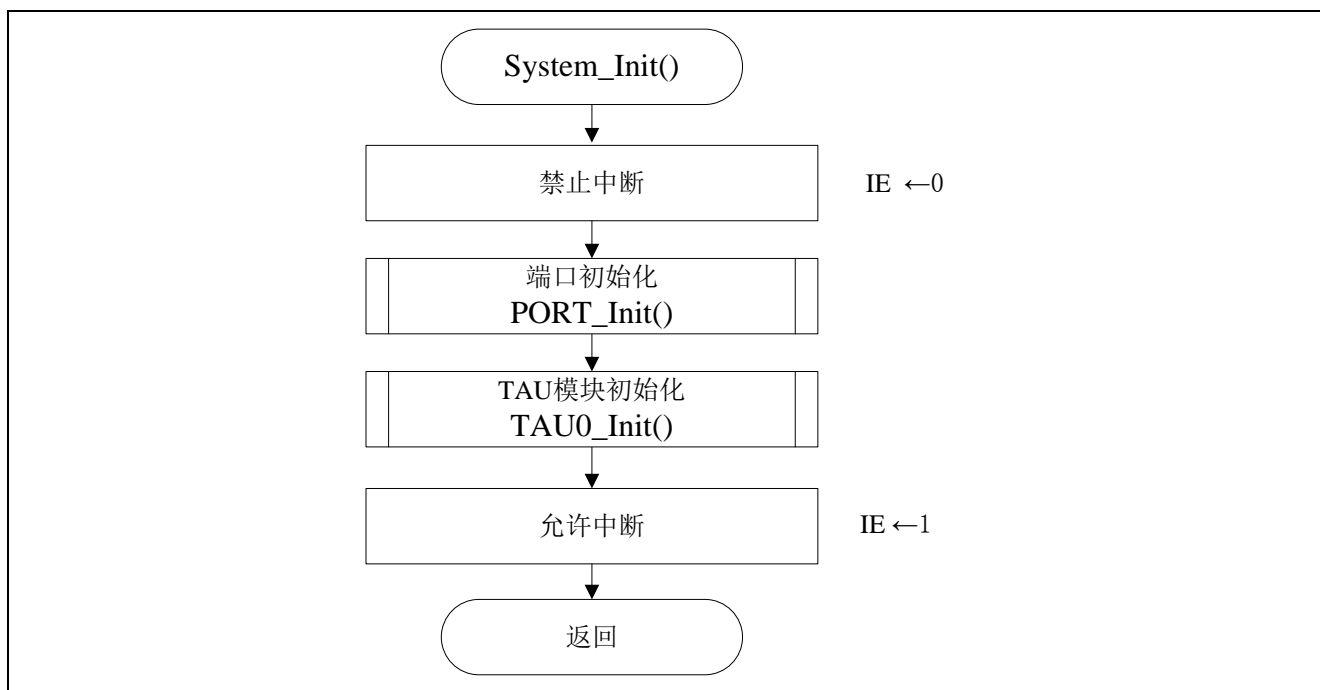 System_Init()
禁止中断
IE ←0
端口初始化
PORT_Init()
TAU模块初始化
TAU0_Init()
允许中断
IE ←1
返回